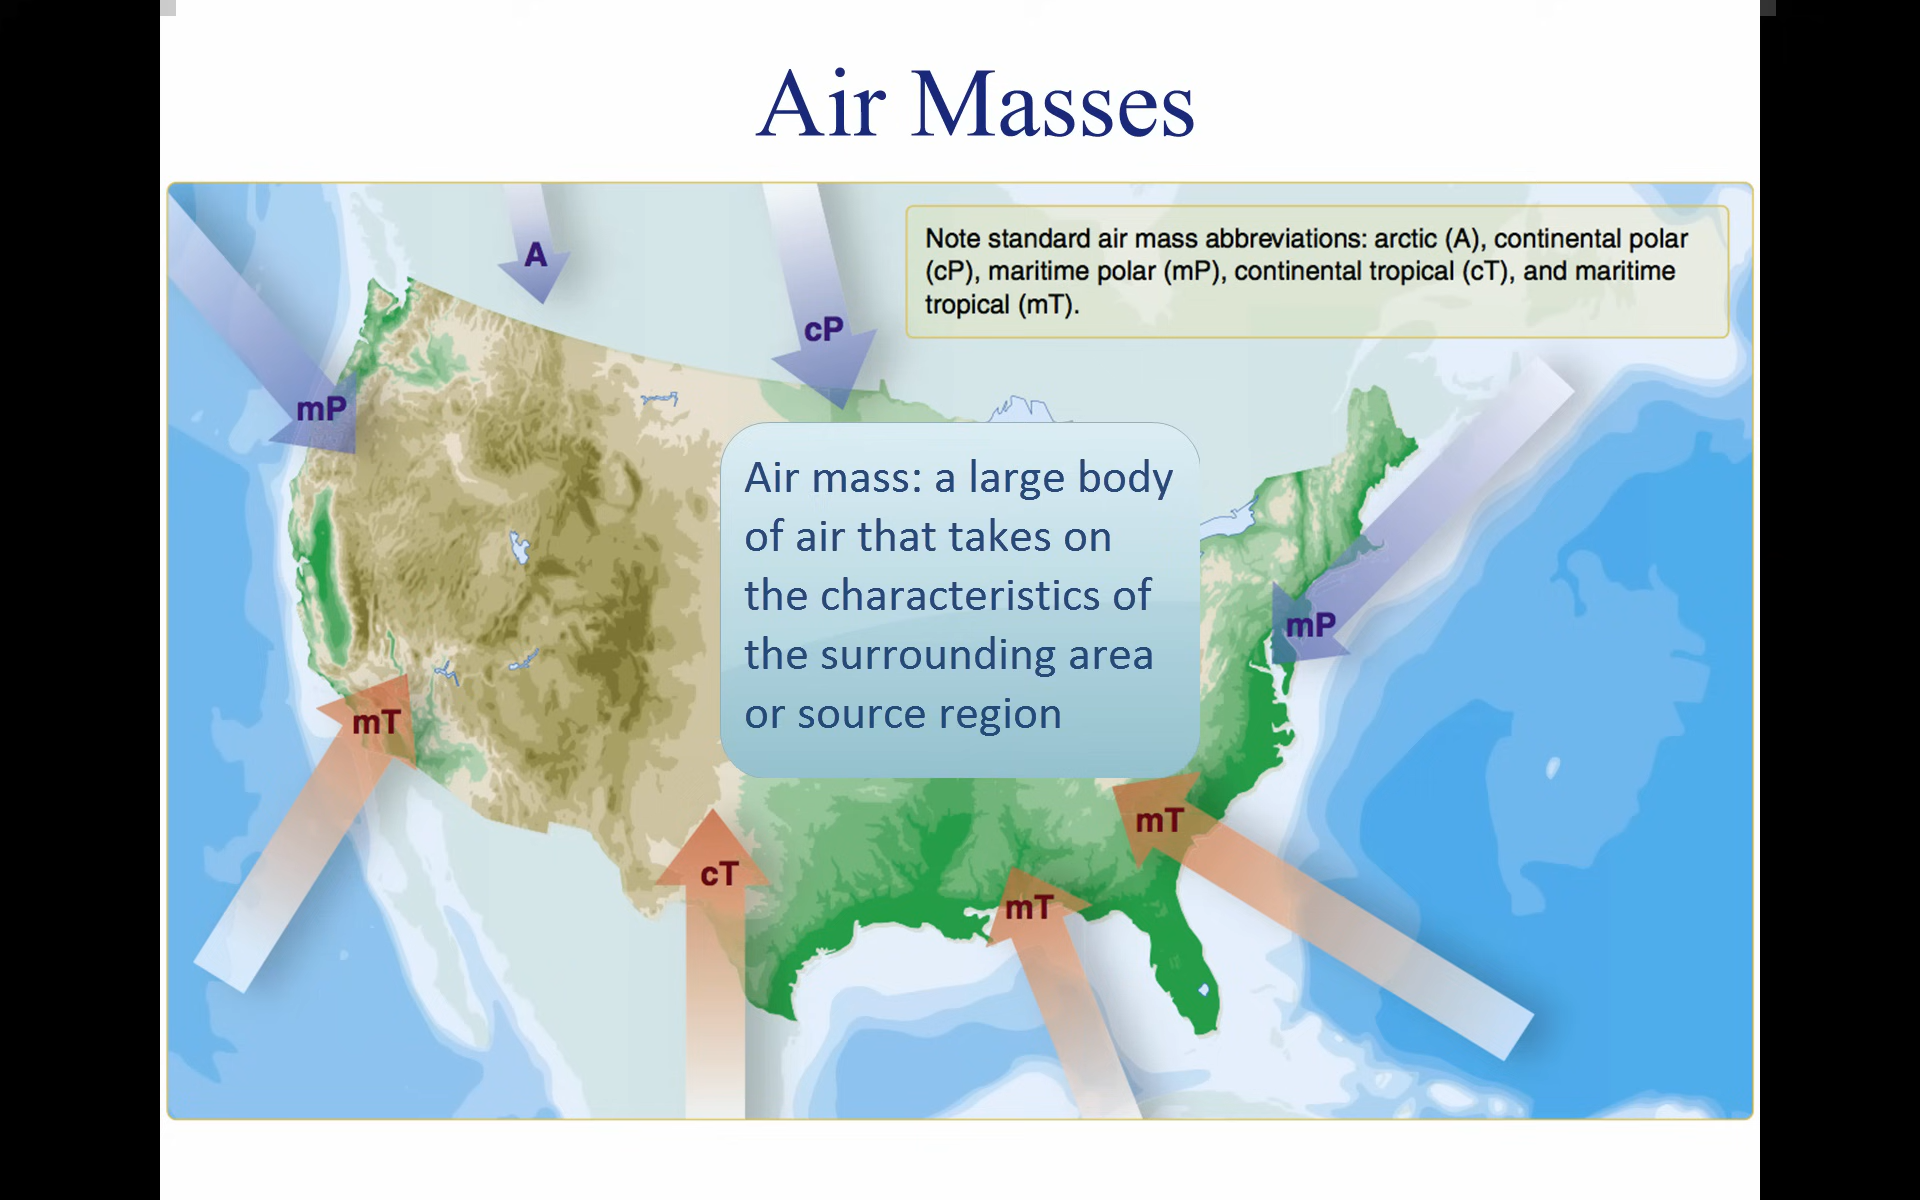 Air Masses
Note standard air mass abbreviations: arctic (A), continental polar
(cP), maritime polar (mP), continental tropical (cT), and maritime
tropical (mT).
A
cP
mP
Air mass: a large body
of air that takes on
the characteristics of
the surrounding area
or source region
mP
mT
mT
cT
mT